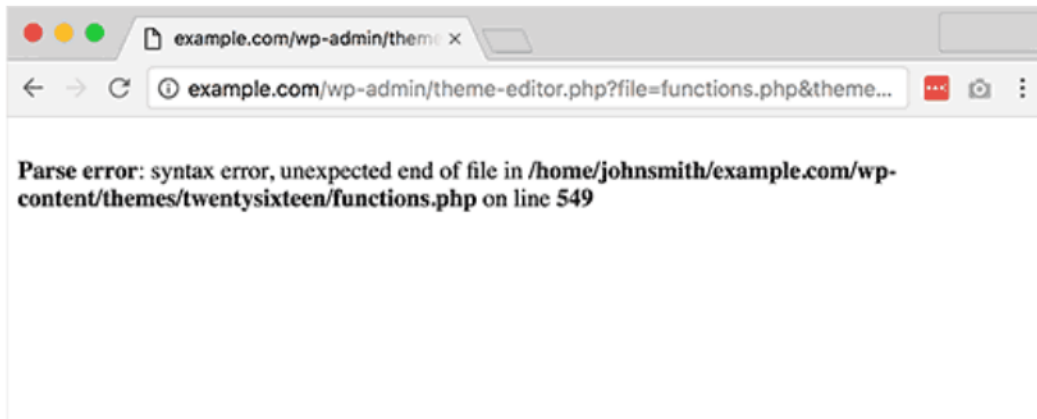 example.com/wp-admin/theme
example.com/wp-admin/theme-editor.php?file=functions.php&theme...
Parse error: syntax error, unexpected end of file in /home/johnsmith/example.com/wp-
content/themes/twentysixteen/functions.php on line 549